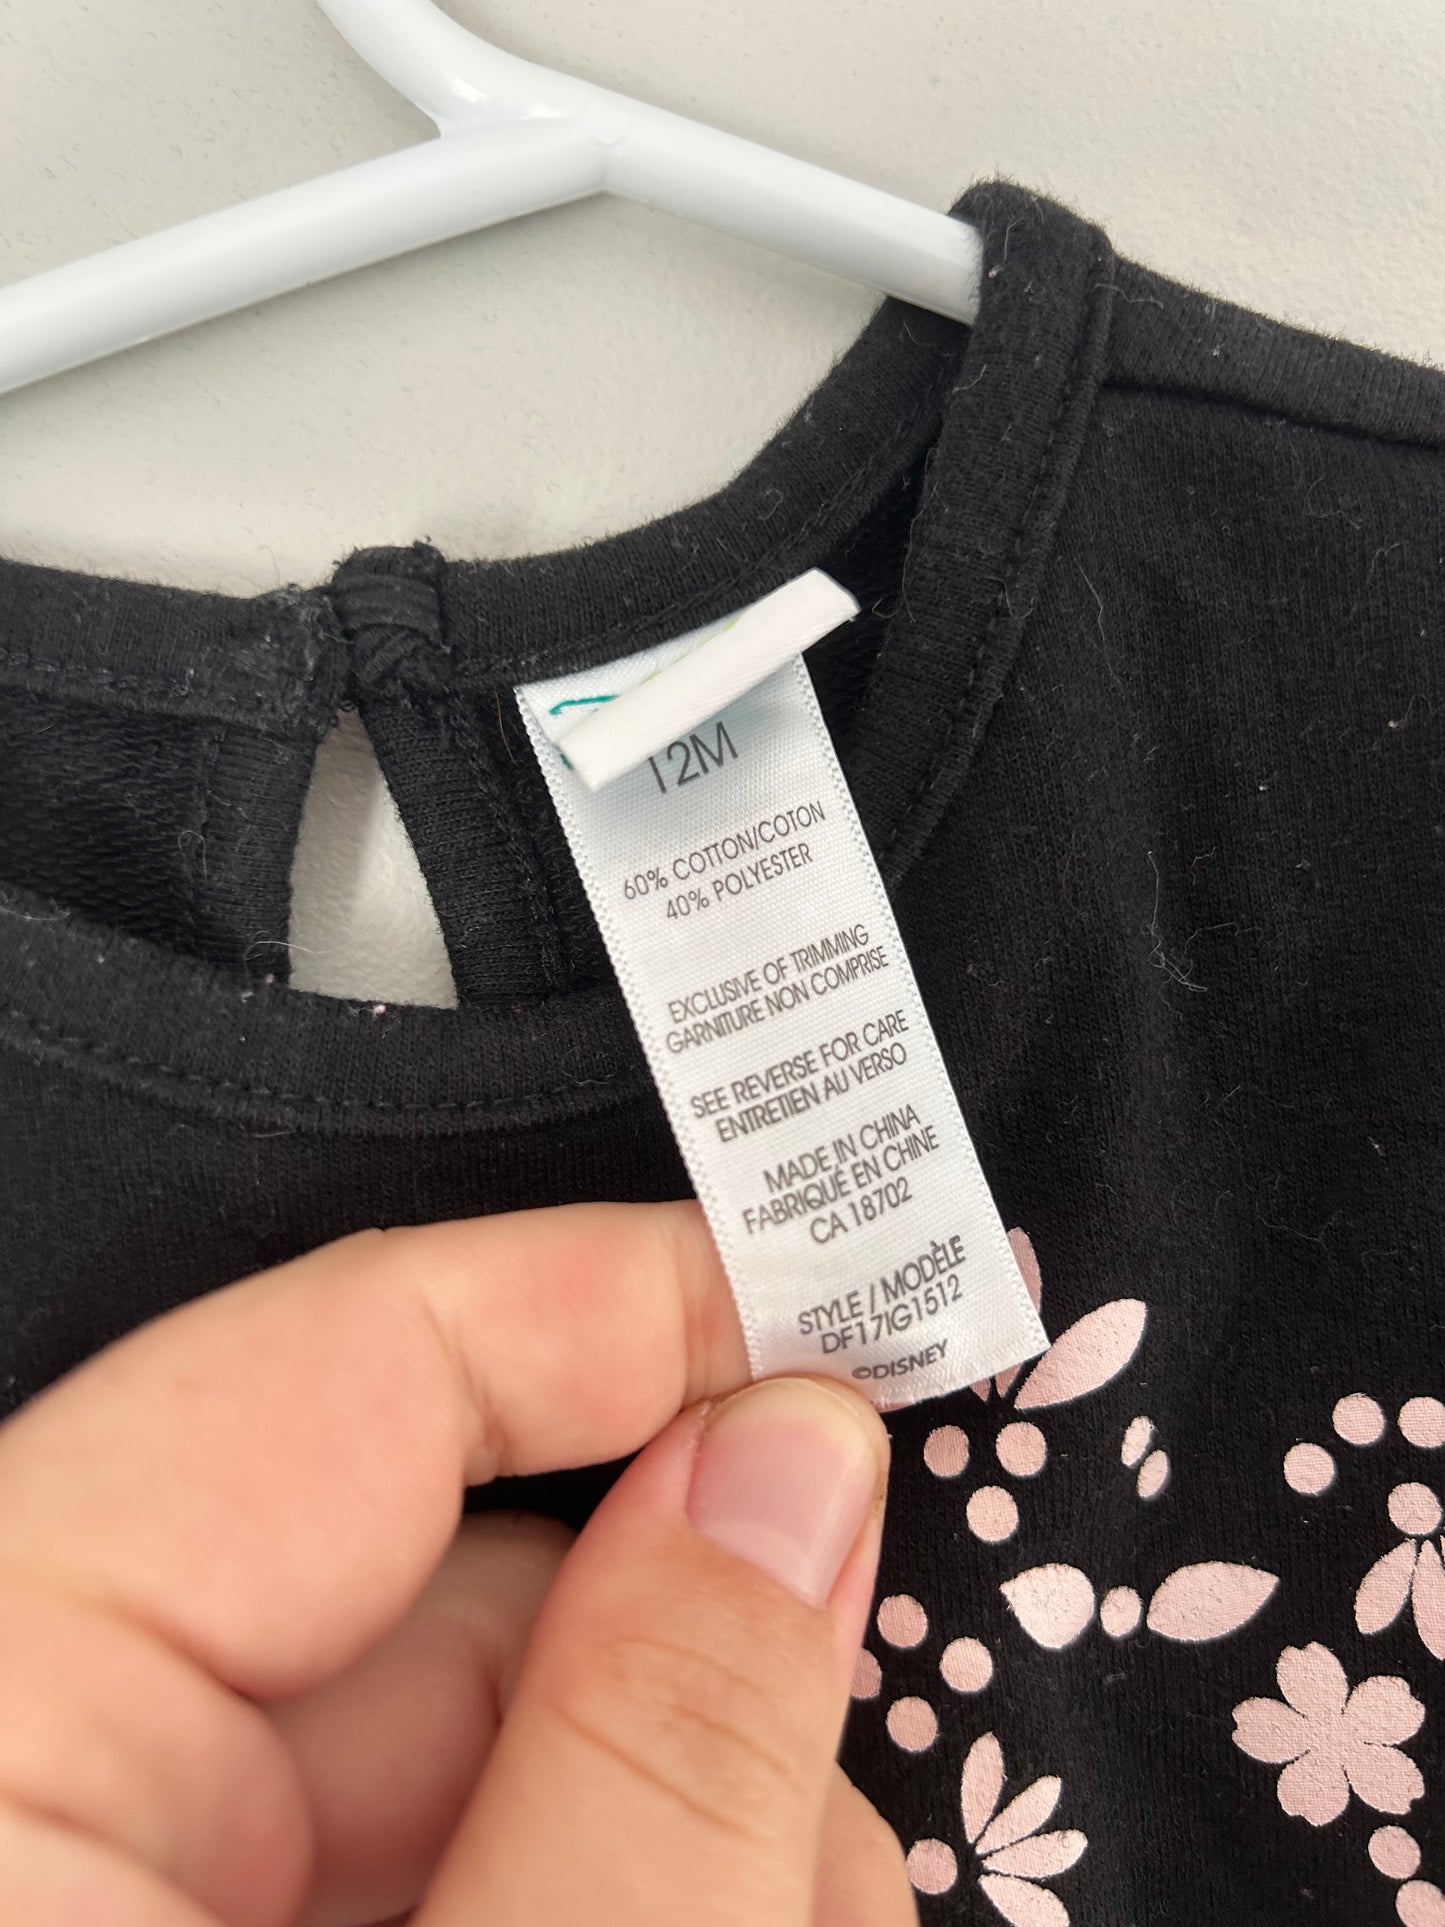 12M
60% COTTON/COTON
40% POLYESTER
EXCLUSIVE OF TRIMMING
GARNITURE NON COMPRISE
SEE REVERSE FOR CARE
ENTRETIEN AU VERSO
MADE IN CHINA
FABRIQUÉ EN CHINE
CA 18702
STYLE / MODÈLE
DF17IG1512
©DISNEY